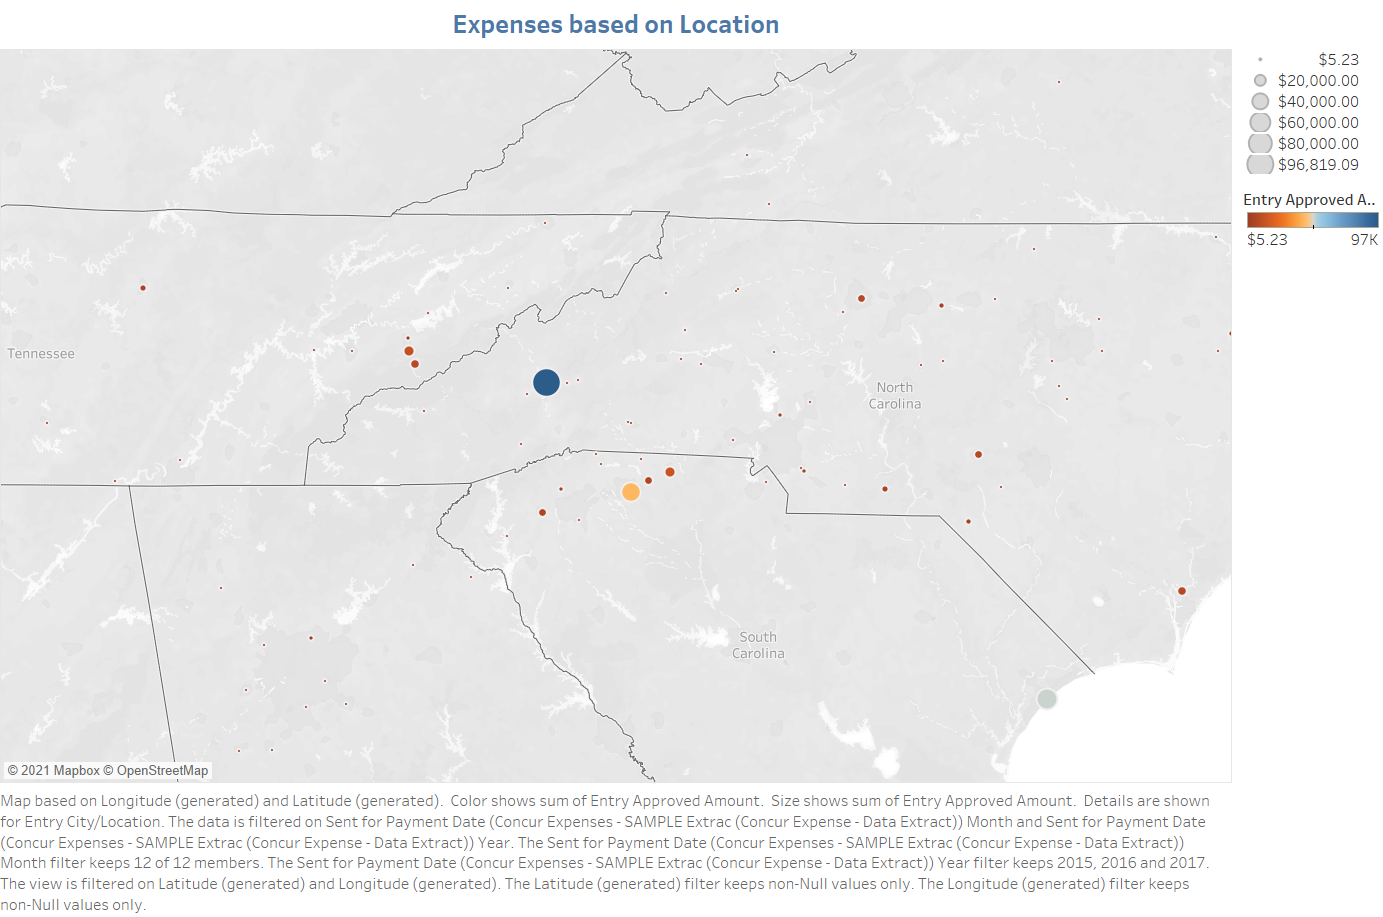 Expenses based on Location
$5.23
$20,000.00
$40,000.00
$60,000.00
$80,000.00
$96,819.09
Entry Approved A..
$5.23 97K
Tennessee
North
Carolina
South
Carolina
© 2021 Mapbox © OpenStreetMap
Map based on Longitude (generated) and Latitude (generated).  Color shows sum of Entry Approved Amount.  Size shows sum of Entry Approved Amount.  Details are shown
for Entry City/Location. The data is filtered on Sent for Payment Date (Concur Expenses - SAMPLE Extrac (Concur Expense - Data Extract)) Month and Sent for Payment Date
(Concur Expenses - SAMPLE Extrac (Concur Expense - Data Extract)) Year. The Sent for Payment Date (Concur Expenses - SAMPLE Extrac (Concur Expense - Data Extract))
Month filter keeps 12 of 12 members. The Sent for Payment Date (Concur Expenses - SAMPLE Extrac (Concur Expense - Data Extract)) Year filter keeps 2015, 2016 and 2017.
The view is filtered on Latitude (generated) and Longitude (generated). The Latitude (generated) filter keeps non-Null values only. The Longitude (generated) filter keeps
non-Null values only.